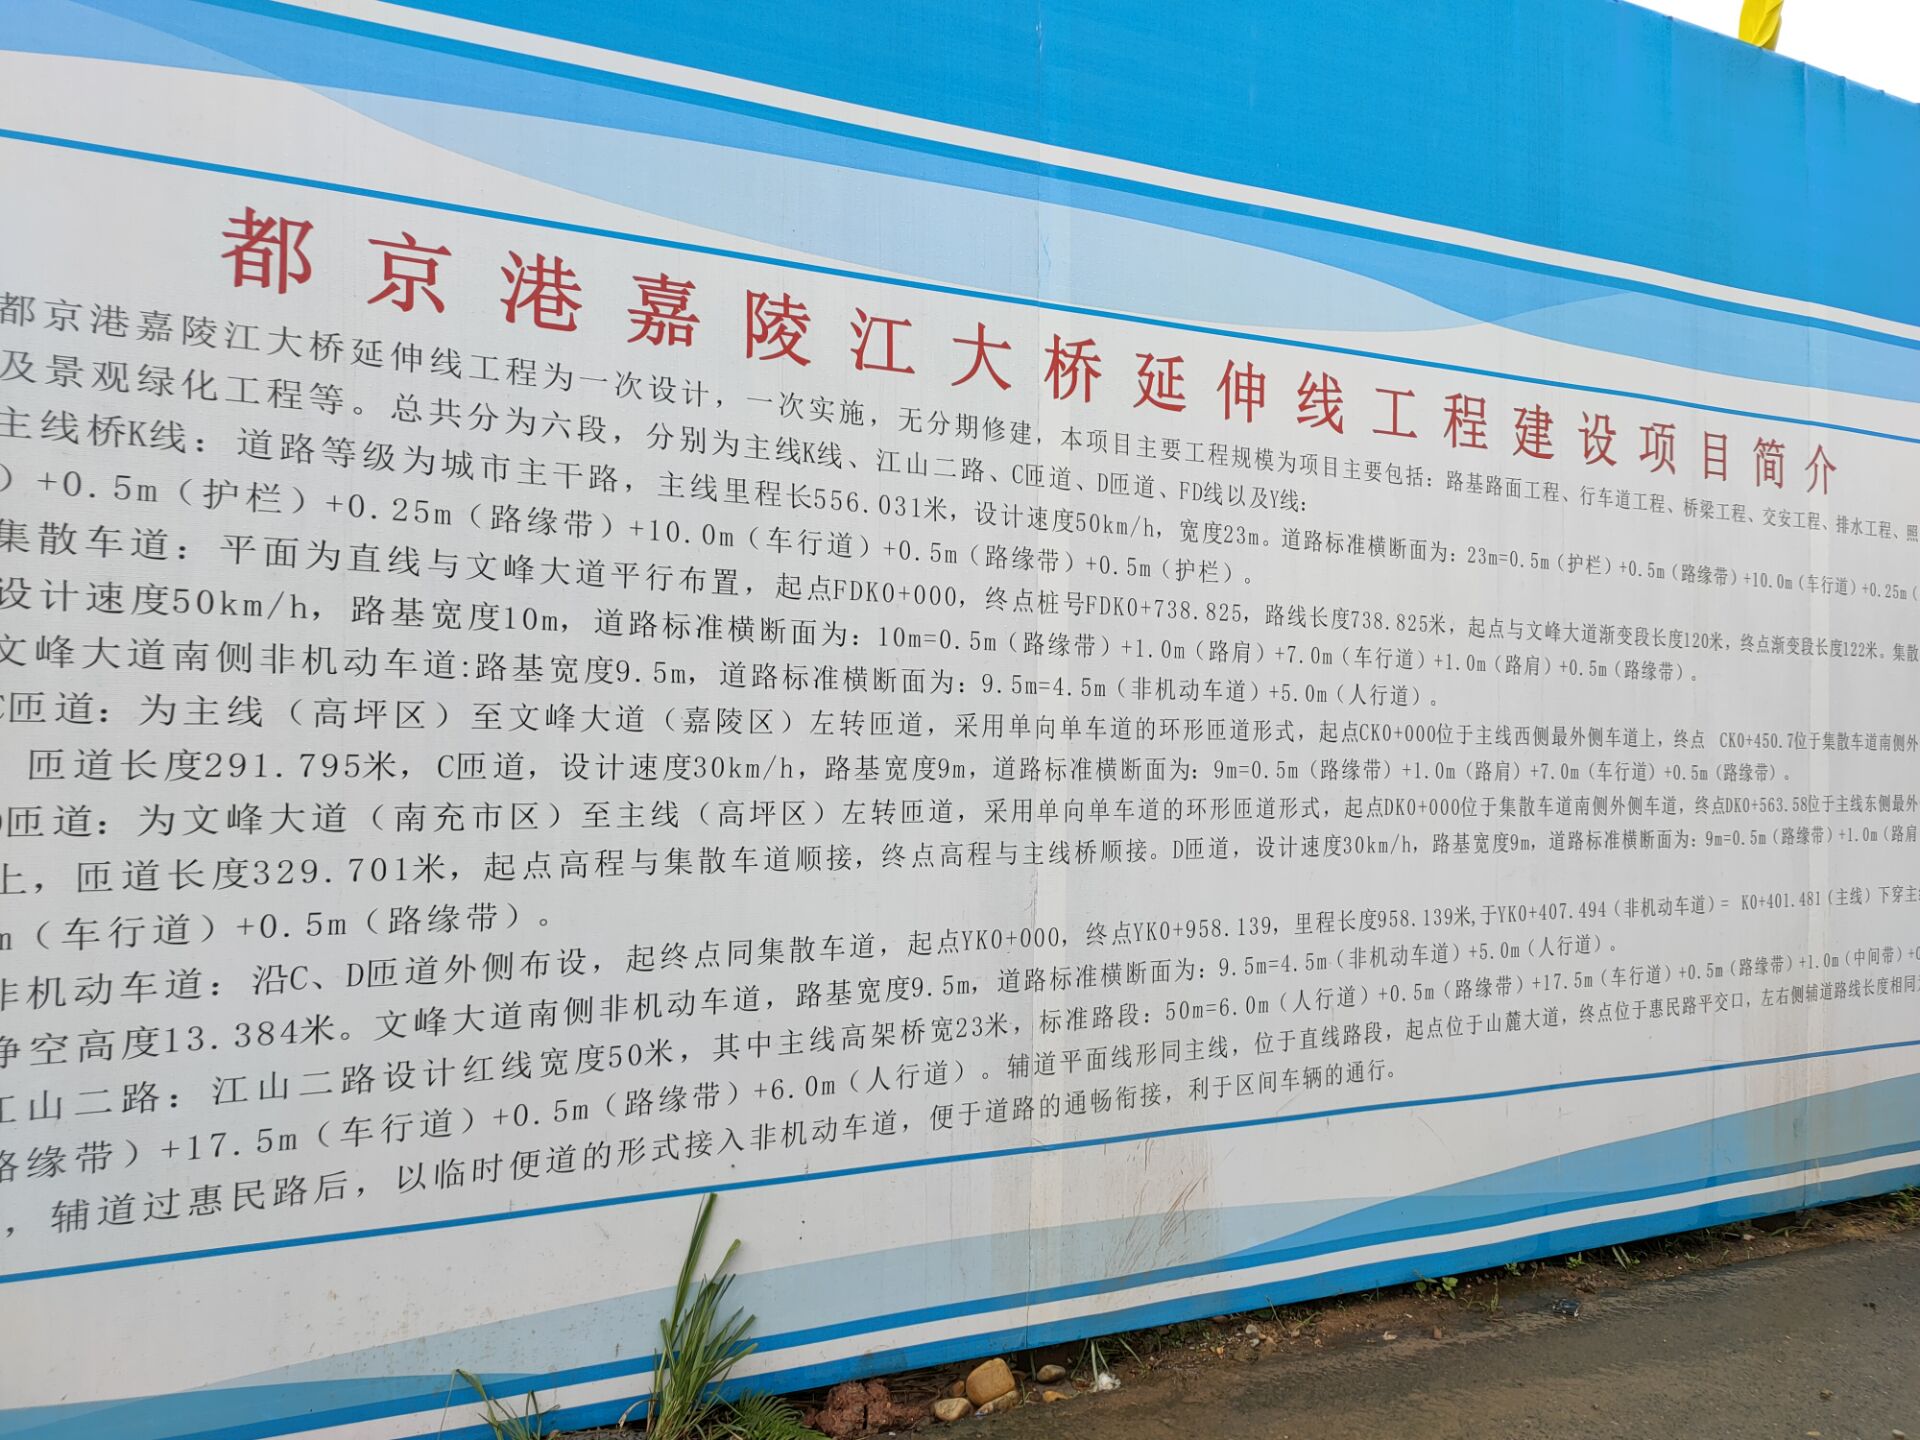 都京港嘉陵江大桥延伸线工程建设项目简介
都京港嘉陵江大桥延伸线工程为一次设计，一次实施，无分期修建，本项目主要工程规模为项目主要包括：路基路面工程、行车道工程、桥梁工程、交安工程、排水工程、照
及景观绿化工程等。总共分为六段，分别为主线K线、江山二路、C匝道、D匝道、FD线以及Y线：
主线桥K线：道路等级为城市主干路，主线里程长556.031米，设计速度50km/h，宽度23m。道路标准横断面为：23m=0.5m（护栏）+0.5m（路缘带）+10.0m（车行道）+0.25m（
）+0.5m（护栏）+0.25m（路缘带）+10.0m（车行道）+0.5m（路缘带）+0.5m（护栏）。
集散车道：平面为直线与文峰大道平行布置，起点FDK0+000，终点桩号FDK0+738.825，路线长度738.825米，起点与文峰大道渐变段长度120米，终点渐变段长度122米。集散
设计速度50km/h，路基宽度10m，道路标准横断面为：10m=0.5m（路缘带）+1.0m（路肩）+7.0m（车行道）+1.0m（路肩）+0.5m（路缘带）。
文峰大道南侧非机动车道:路基宽度9.5m，道路标准横断面为：9.5m=4.5m（非机动车道）+5.0m（人行道）。
C匝道：为主线（高坪区）至文峰大道（嘉陵区）左转匝道，采用单向单车道的环形匝道形式，起点CK0+000位于主线西侧最外侧车道上，终点 CK0+450.7位于集散车道南侧外
匝道长度291.795米，C匝道，设计速度30km/h，路基宽度9m，道路标准横断面为：9m=0.5m（路缘带）+1.0m（路肩）+7.0m（车行道）+0.5m（路缘带）。
D匝道：为文峰大道（南充市区）至主线（高坪区）左转匝道，采用单向单车道的环形匝道形式，起点DK0+000位于集散车道南侧外侧车道，终点DK0+563.58位于主线东侧最外
上，匝道长度329.701米，起点高程与集散车道顺接，终点高程与主线桥顺接。D匝道，设计速度30km/h，路基宽度9m，道路标准横断面为：9m=0.5m（路缘带）+1.0m（路肩
m（车行道）+0.5m（路缘带）。
非机动车道：沿C、D匝道外侧布设，起终点同集散车道，起点YK0+000，终点YK0+958.139，里程长度958.139米,于YK0+407.494（非机动车道）= K0+401.481（主线）下穿主
净空高度13.384米。文峰大道南侧非机动车道，路基宽度9.5m，道路标准横断面为：9.5m=4.5m（非机动车道）+5.0m（人行道）。
江山二路：江山二路设计红线宽度50米，其中主线高架桥宽23米，标准路段：50m=6.0m（人行道）+0.5m（路缘带）+17.5m（车行道）+0.5m（路缘带）+1.0m（中间带）+
路缘带）+17.5m（车行道）+0.5m（路缘带）+6.0m（人行道）。辅道平面线形同主线，位于直线路段，起点位于山麓大道，终点位于惠民路平交口，左右侧辅道路线长度相同
，辅道过惠民路后，以临时便道的形式接入非机动车道，便于道路的通畅衔接，利于区间车辆的通行。